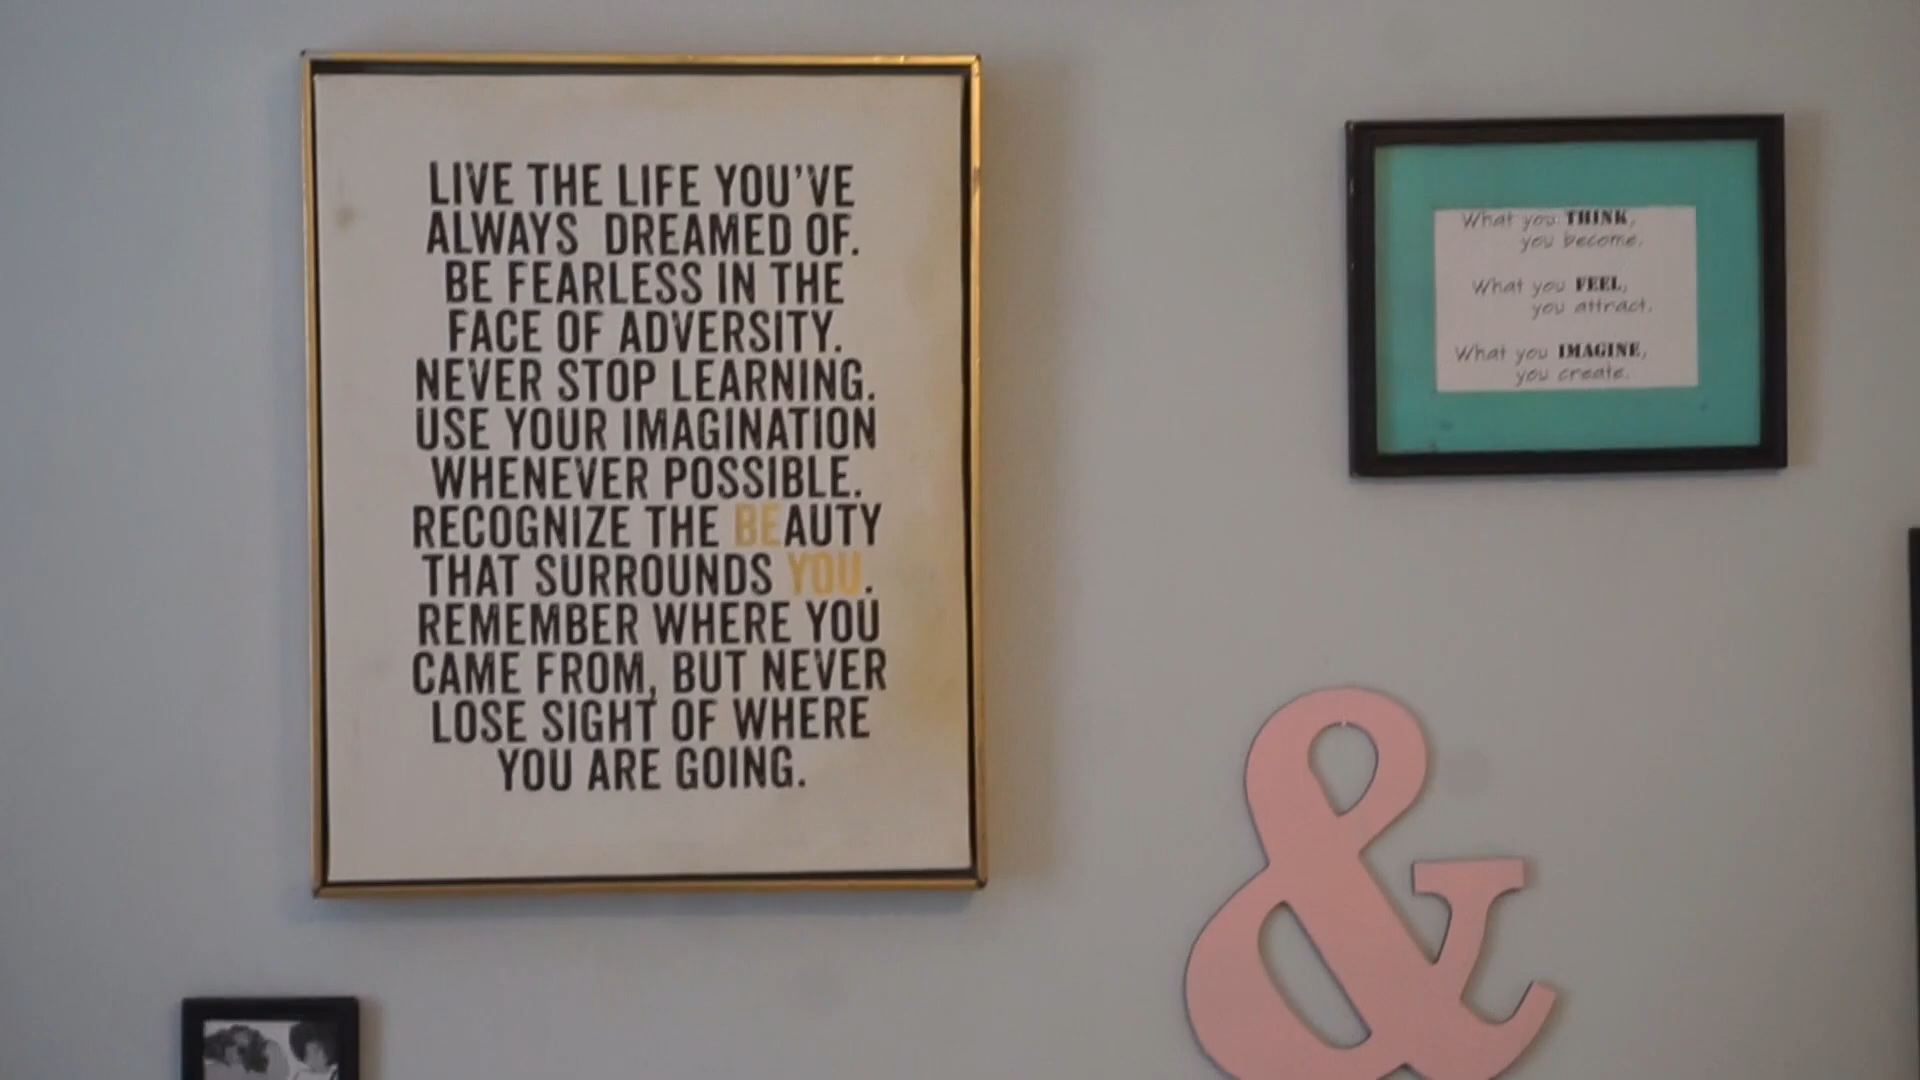 LIVE THE LIFE YOU'VE
ALWAYS DREAMED OF.
BE FEARLESS IN THE
FACE OF ADVERSITY.
NEVER STOP LEARNING.
USE YOUR IMAGINATION
WHENEVER POSSIBLE.
RECOGNIZE THE BEAUTY
THAT SURROUNDS YOU.
REMEMBER WHERE YOU
CAME FROM, BUT NEVER
LOSE SIGHT OF WHERE
YOU ARE GOING.
What you THINK,
you become.
What you FEEL,
you attract.
What you IMAGINE,
you create.
&